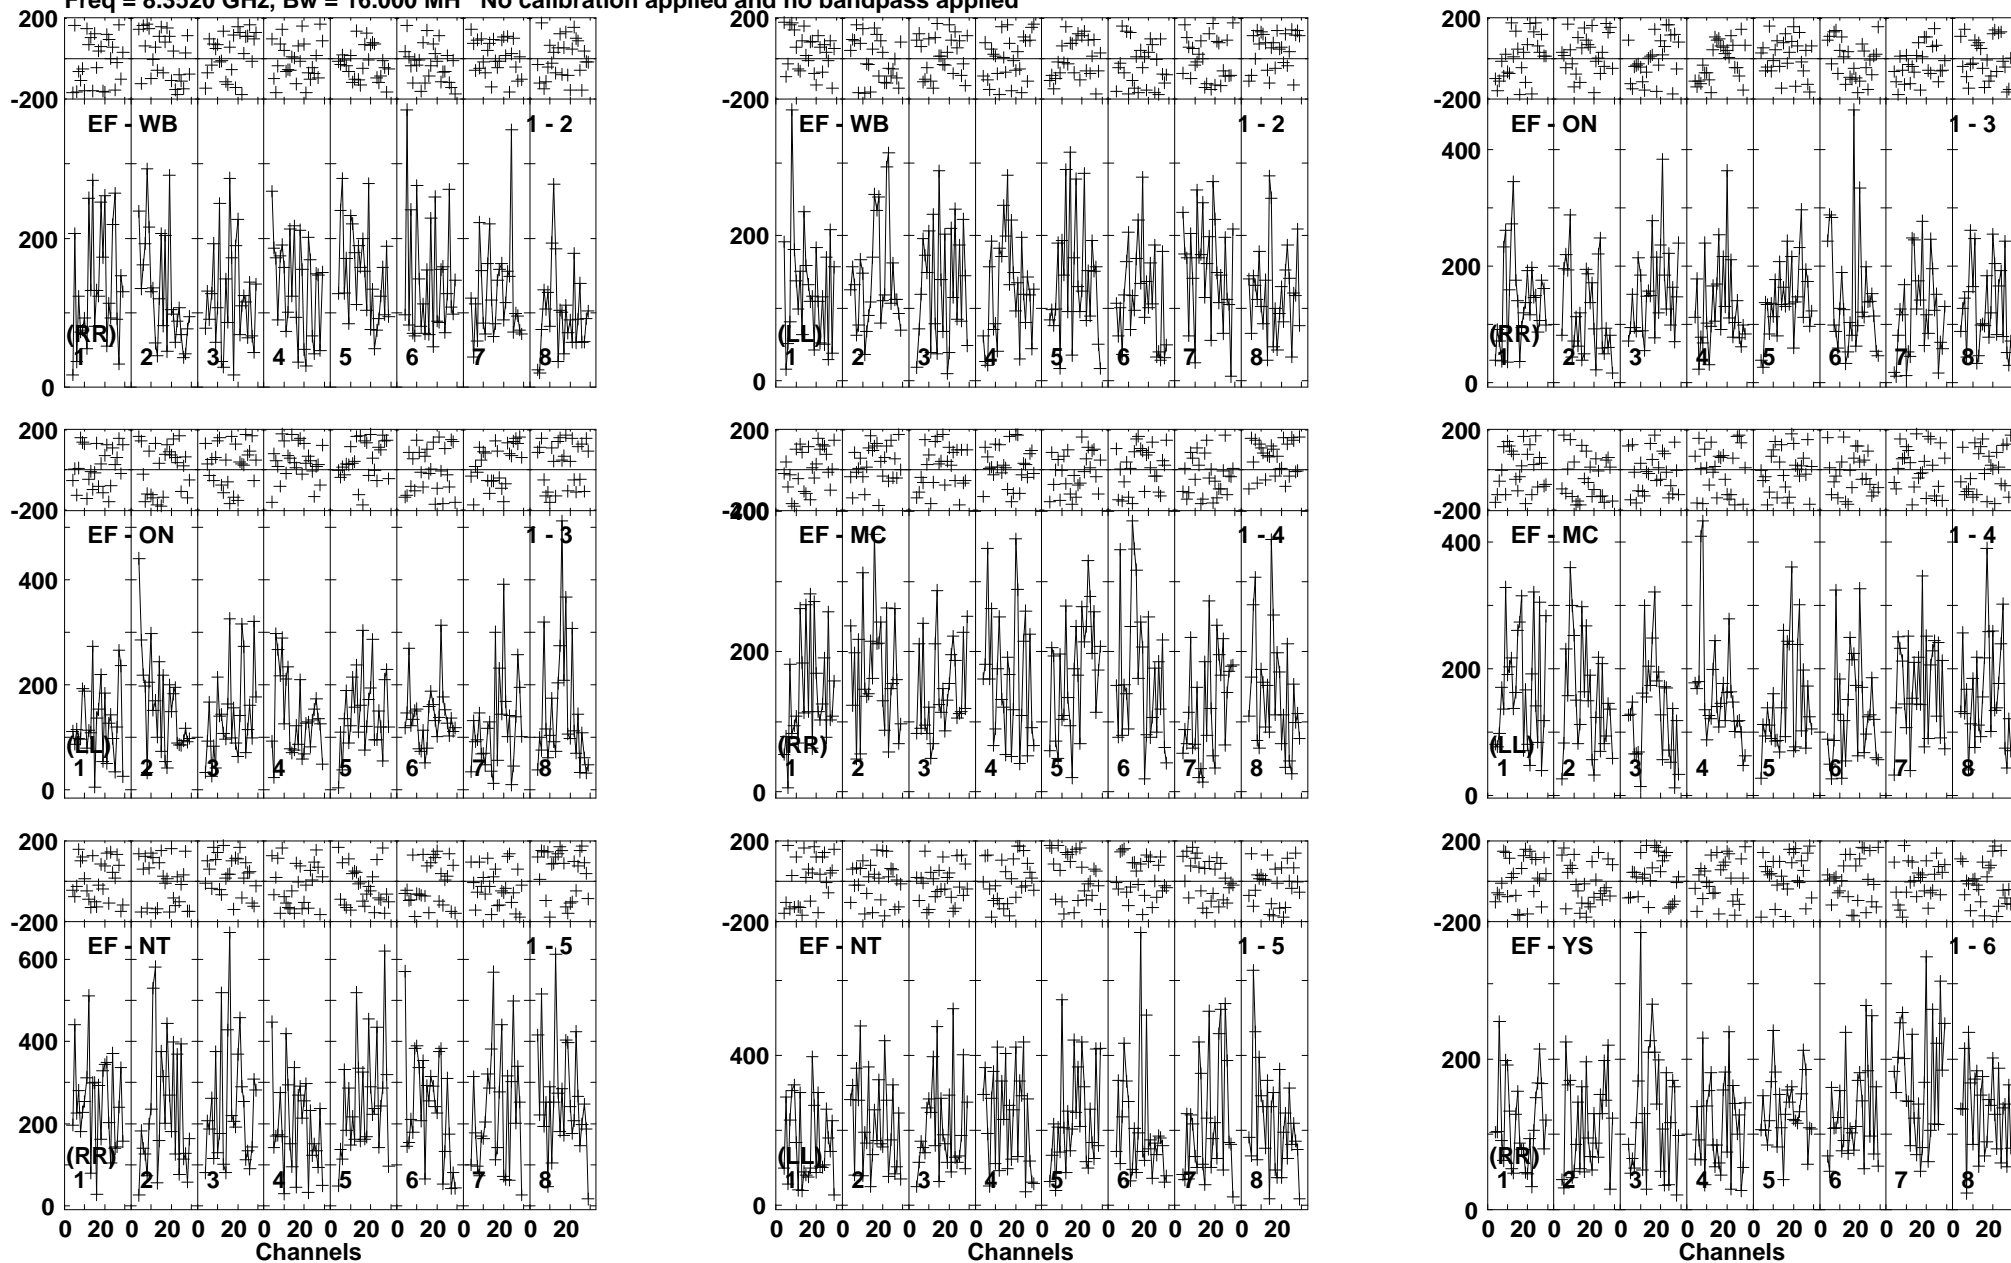 Freq = 8.3520 GHz, Bw = 16.000 MH No calibration applied and no bandpass applied
200 200 200
-200 -200 -200
EF - WB 1 - 2 EF - WB 1 - 2 EF - ON 1 - 3
400
200 200 200
(RR) (LL) (RR)
1 2 3 4 5 6 7 8 1 2 3 4 5 6 7 8 1 2 3 4 5 6 7 8
0 0 0
200 200 200
-200 -200 -200
400
EF - ON 1 - 3 EF - MC 1 - 4 EF - MC 1 - 4
400 400
200 200 200
(LL) (RR) (LL)
1 2 3 4 5 6 7 8 1 2 3 4 5 6 7 8 1 2 3 4 5 6 7 8
0 0 0
200 200 200
-200 -200 -200
EF - NT 1 - 5 EF - NT 1 - 5 EF - YS 1 - 6
600
400 400
200 200 200
(RR) (LL) (RR)
1 2 3 4 5 6 7 8 1 2 3 4 5 6 7 8 1 2 3 4 5 6 7 8
0 0 0
0 20 0 20 0 20 0 20 0 20 0 20 0 20 0 20 0 20 0 20 0 20 0 20 0 20 0 20 0 20 0 20 0 20 0 20 0 20 0 20 0 20 0 20 0 20 0 20
Channels Channels Channels